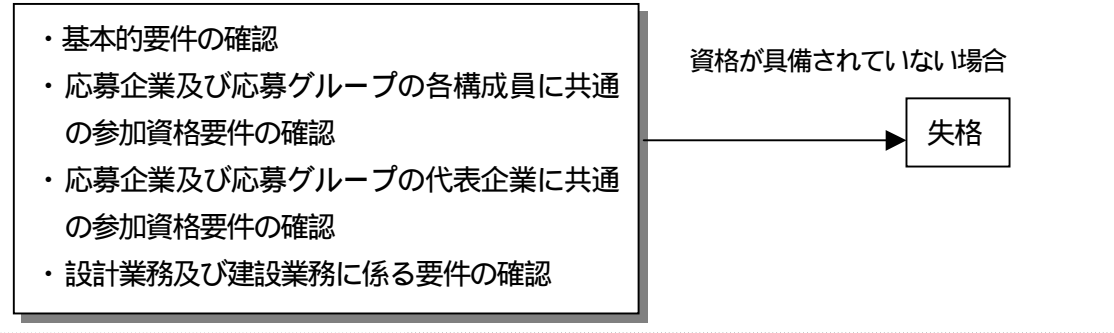 ・基本的要件の確認
・応募企業及び応募グループの各構成員に共通
の参加資格要件の確認
・応募企業及び応募グループの代表企業に共通
の参加資格要件の確認
・設計業務及び建設業務に係る要件の確認
資格が具備されていない場合
失格